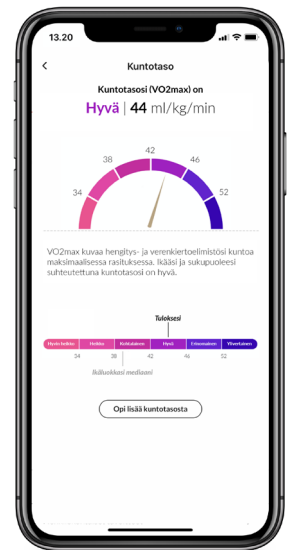 13.20
Kuntotaso
Kuntotasosi (VO2max) on
Hyvä | 44 ml/kg/min
42
38
46
34
52
VO2max kuvaa hengitys- ja verenkiertoelimistösi kuntoa
maksimaalisessa rasituksessa. Ikääsi ja sukupuoleesi
suhteutettuna kuntotasosi on hyvä.
Tuloksesi
Hyvin heikko Heikko Kohtalainen Hyvä Erinomainen Ylivertainen
34 38 42 46 52
Ikäluokkasi mediaani
Opi lisää kuntotasosta